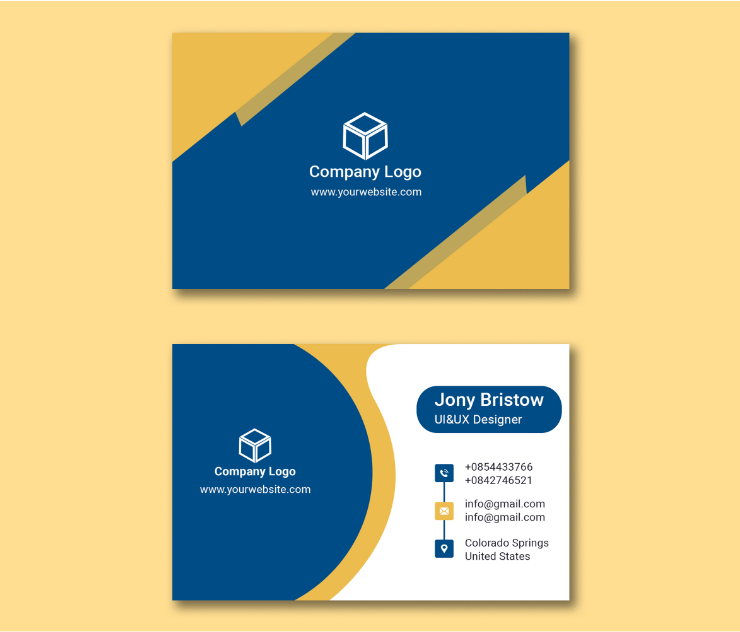 Company Logo
www.yourwebsite.com
Company Logo
www.yourwebsite.com
Jony Bristow
UI&UX Designer
+0854433766
+0842746521
info@gmail.com
info@gmail.com
Colorado Springs
United States